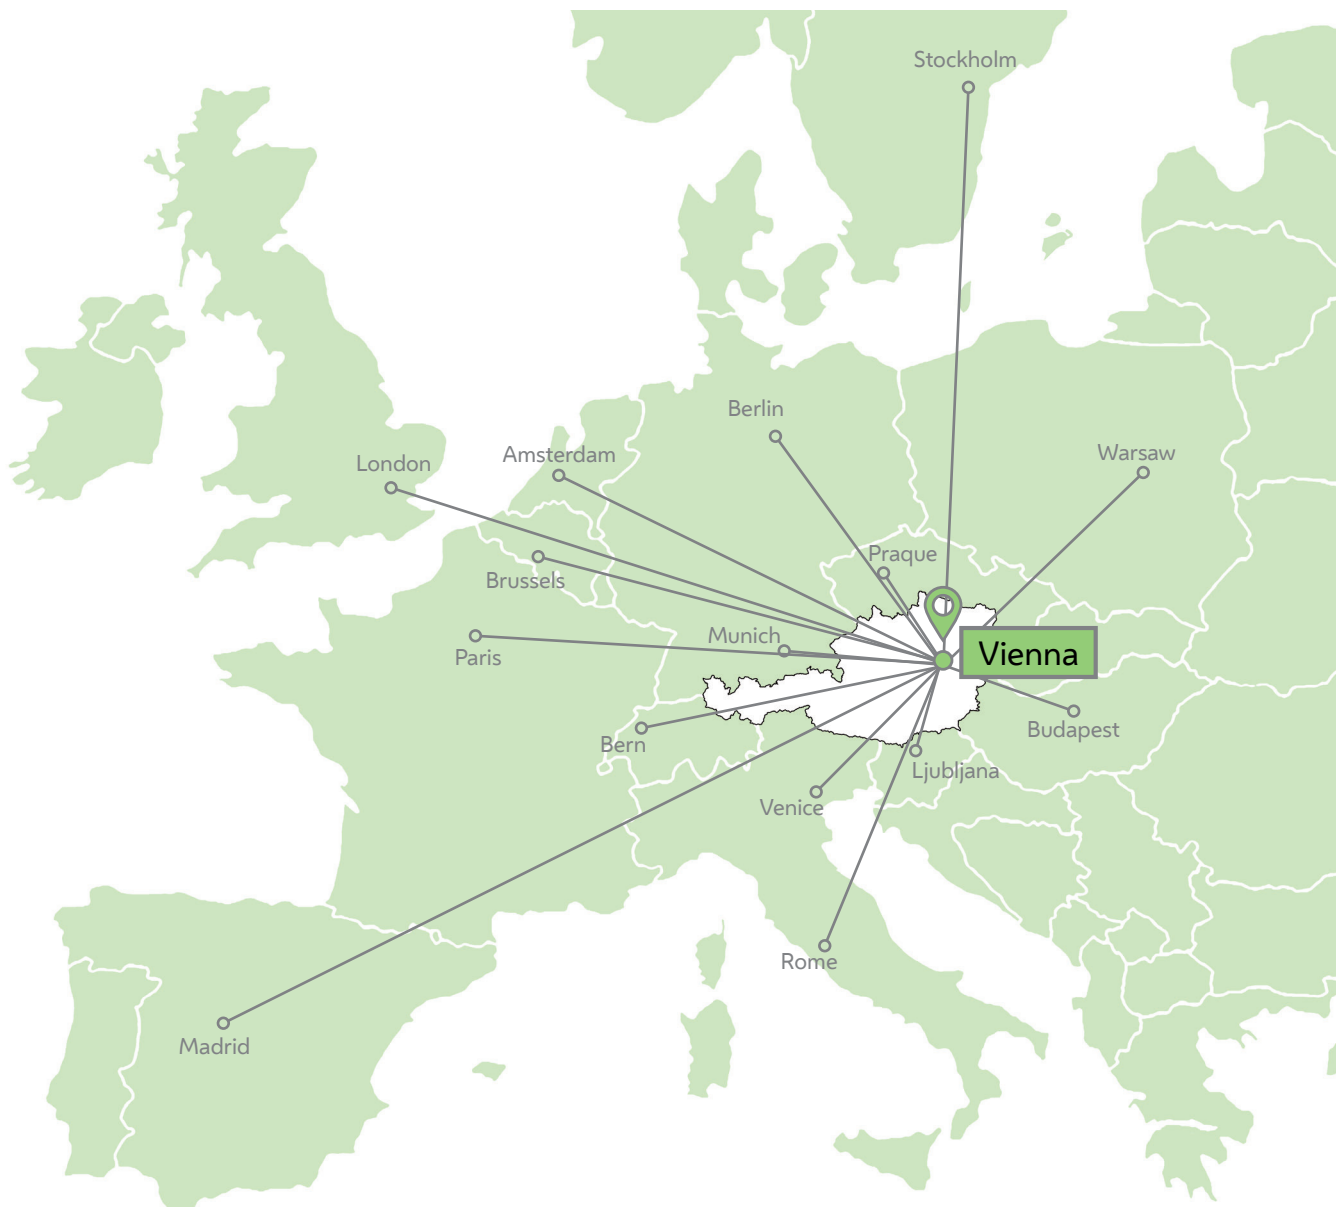 Stockholm
Berlin
Warsaw
Amsterdam
London
Praque
Brussels
Munich
Vienna
Paris
Budapest
Bern
Ljubljana
Venice
Rome
Madrid